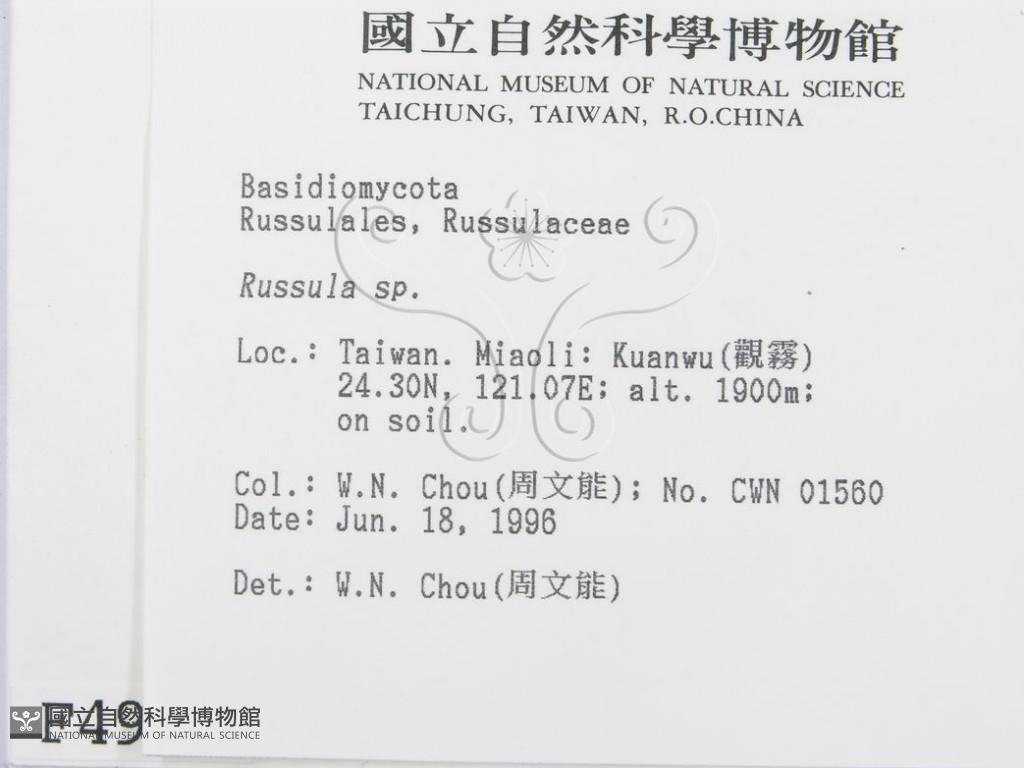 國立自然科學博物館
NATIONAL MUSEUM OF NATURAL SCIENCE
TAICHUNG, TAIWAN, R.O.CHINA
Basidiomycota
Russulales, Russulaceae
Russula sp.
Loc.: Taiwan. Miaoli: Kuanwu(觀霧)
24.30N, 121.07E; alt. 1900m;
on soil.
Col.: W.N. Chou(周文能); No. CWN 01560
Date: Jun. 18, 1996
Det.: W.N. Chou(周文能)
F49
國立自然科學博物館
NATIONAL MUSEUM OF NATURAL SCIENCE